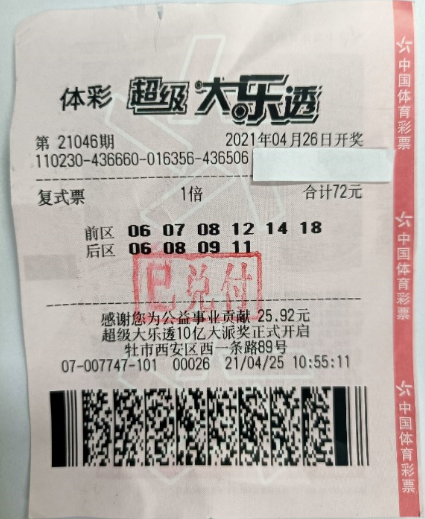 体彩 超级大乐透
第 21046期 2021年04月26日开奖
110230-436660-016356-436506
复式票 1倍 合计72元
前区 06 07 08 12 14 18
后区 06 08 09 11
已兑付
感谢您为公益事业贡献 25.92元
超级大乐透10亿大派奖正式开启
牡市西安区西一条路89号
07-007747-101 00026 21/04/25 10:55:11
中国体育彩票
中国体育彩票
中国体育彩票